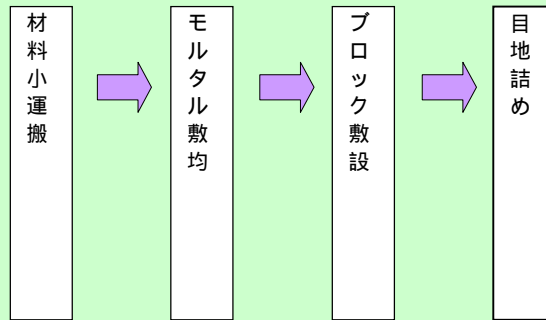 材料小運搬
モルタル敷均
ブロック敷設
目地詰め